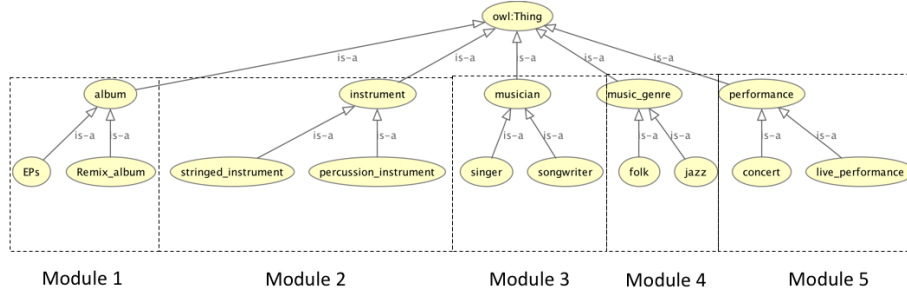 owl:Thing
is-a
is-a
is-a
is-a
is-a
album
instrument
musician
music_genre
performance
is-a
is-a
is-a
is-a
is-a
is-a
is-a
is-a
is-a
is-a
EPs
Remix_album
stringed_instrument
percussion_instrument
singer
songwriter
folk
jazz
concert
live_performance
Module 1
Module 2
Module 3
Module 4
Module 5